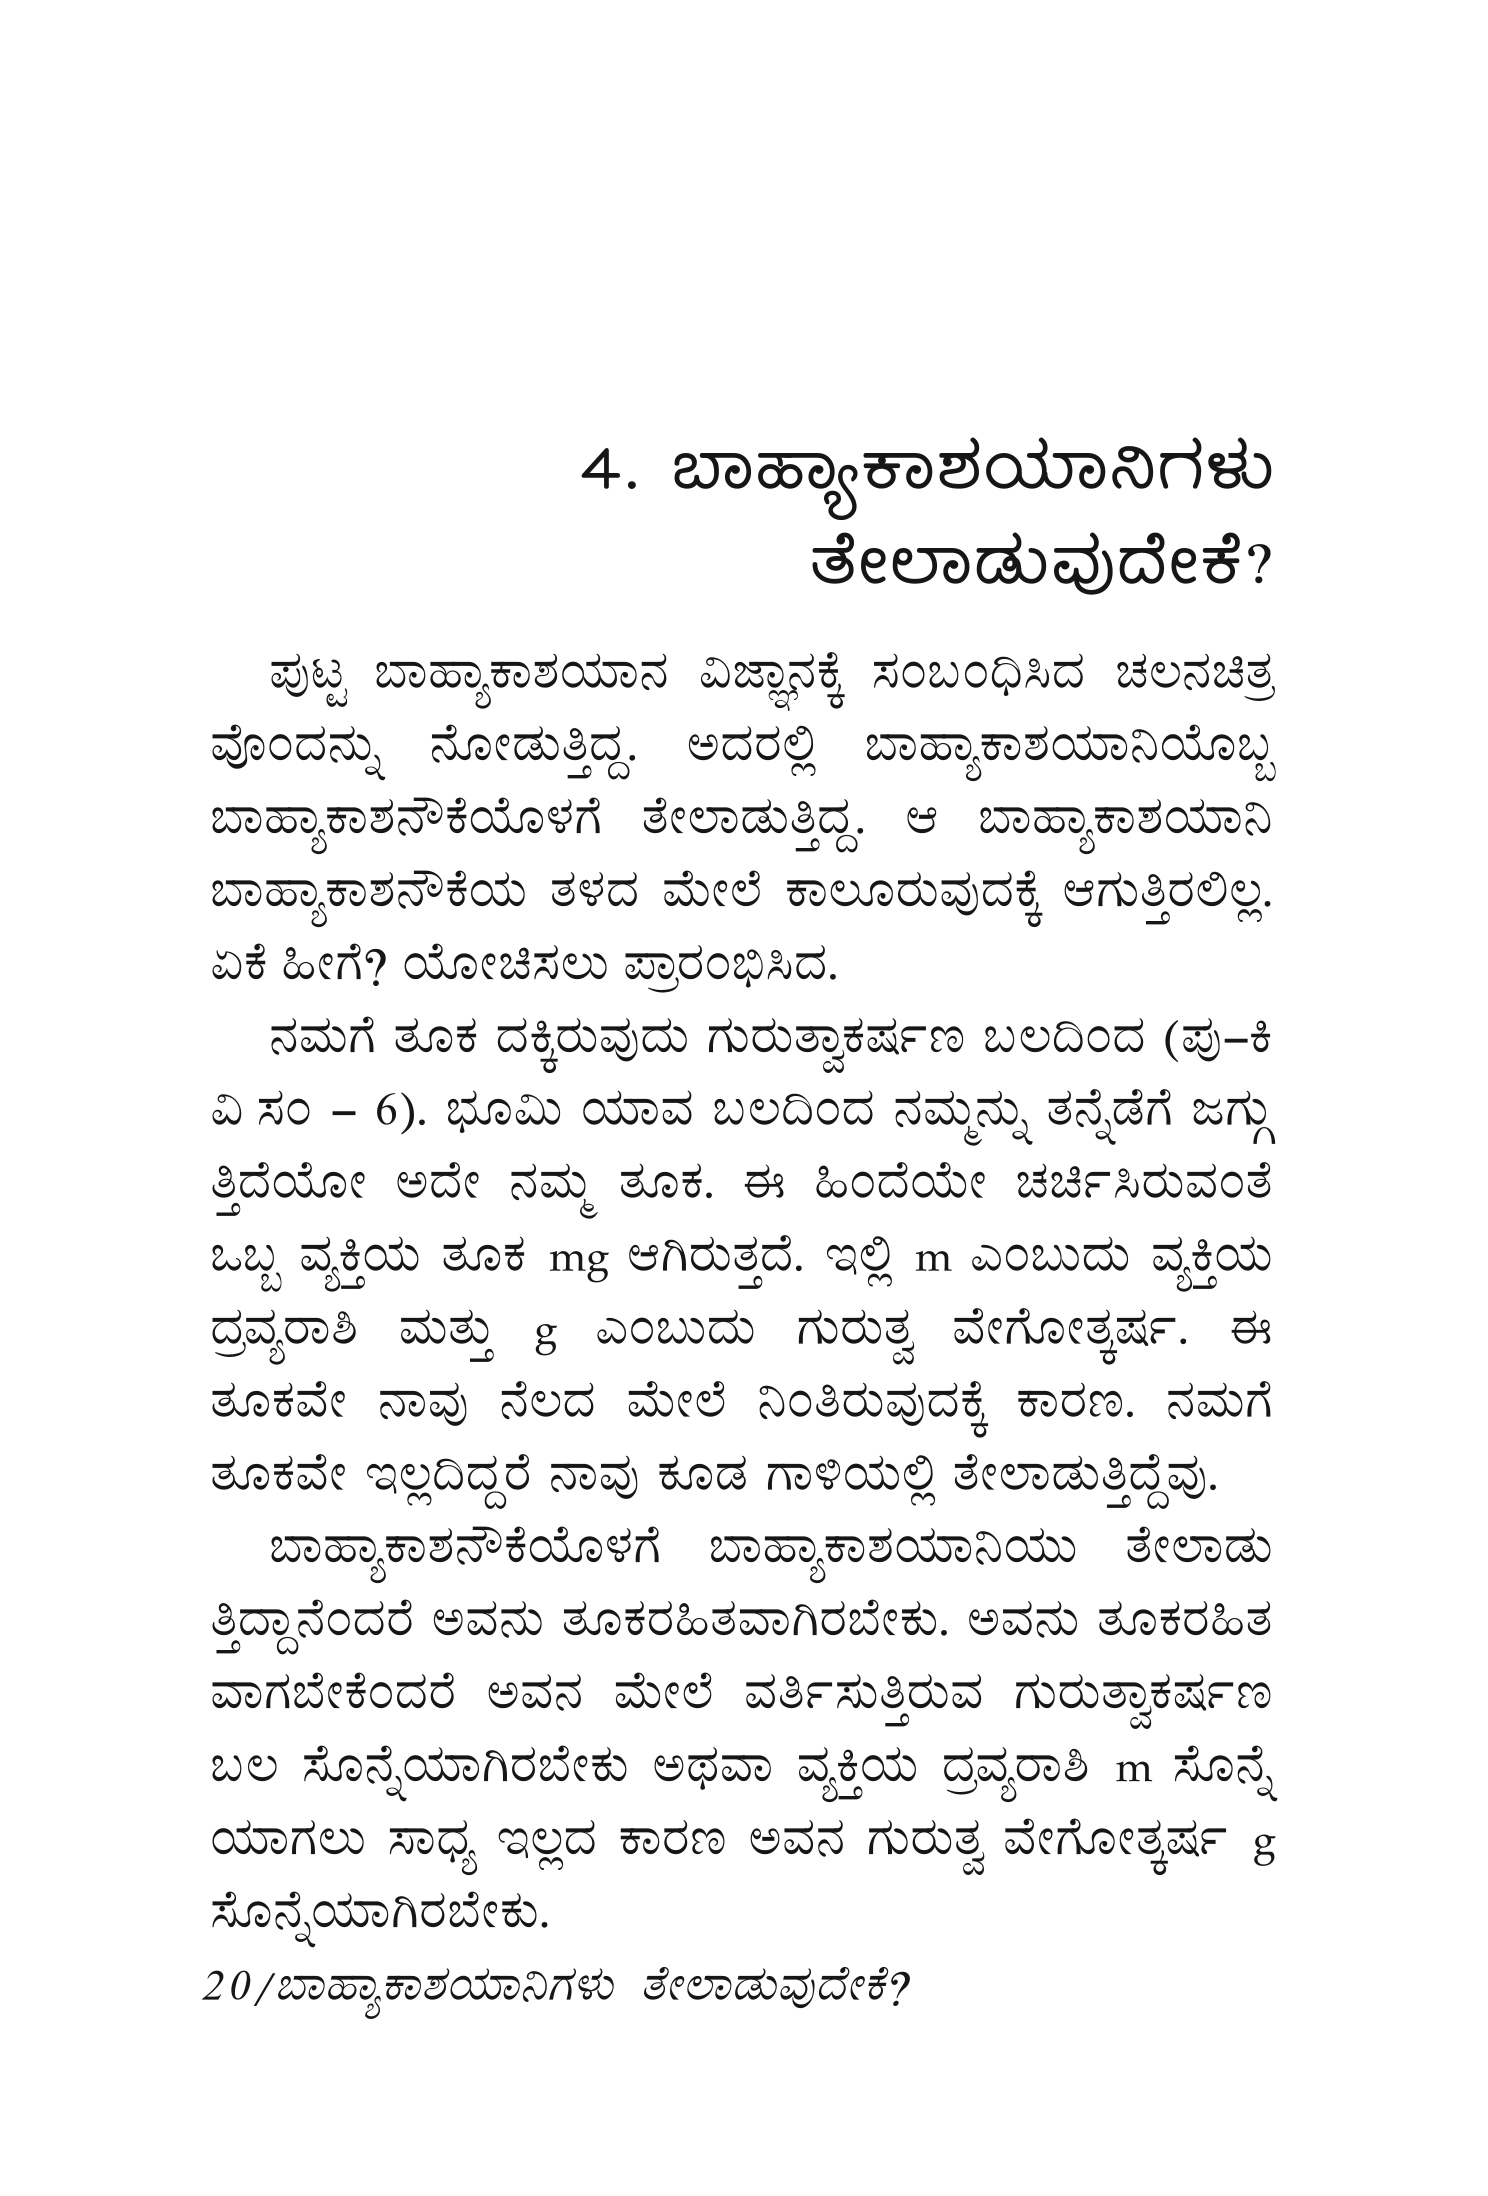 4. ಬಾಹ್ಯಾಕಾಶಯಾನಿಗಳು
ತೇಲಾಡುವುದೇಕೆ?
ಪುಟ್ಟ ಬಾಹ್ಯಾಕಾಶಯಾನ ವಿಜ್ಞಾನಕ್ಕೆ ಸಂಬಂಧಿಸಿದ ಚಲನಚಿತ್ರ
ವೊಂದನ್ನು ನೋಡುತ್ತಿದ್ದ. ಅದರಲ್ಲಿ ಬಾಹ್ಯಾಕಾಶಯಾನಿಯೊಬ್ಬ
ಬಾಹ್ಯಾಕಾಶನೌಕೆಯೊಳಗೆ ತೇಲಾಡುತ್ತಿದ್ದ. ಆ ಬಾಹ್ಯಾಕಾಶಯಾನಿ
ಬಾಹ್ಯಾಕಾಶನೌಕೆಯ ತಳದ ಮೇಲೆ ಕಾಲೂರುವುದಕ್ಕೆ ಆಗುತ್ತಿರಲಿಲ್ಲ.
ಏಕೆ ಹೀಗೆ? ಯೋಚಿಸಲು ಪ್ರಾರಂಭಿಸಿದ.
ನಮಗೆ ತೂಕ ದಕ್ಕಿರುವುದು ಗುರುತ್ವಾಕರ್ಷಣ ಬಲದಿಂದ (ಪು–ಕಿ
ವಿ ಸಂ – 6). ಭೂಮಿ ಯಾವ ಬಲದಿಂದ ನಮ್ಮನ್ನು ತನ್ನೆಡೆಗೆ ಜಗ್ಗು
ತ್ತಿದೆಯೋ ಅದೇ ನಮ್ಮ ತೂಕ. ಈ ಹಿಂದೆಯೇ ಚರ್ಚಿಸಿರುವಂತೆ
ಒಬ್ಬ ವ್ಯಕ್ತಿಯ ತೂಕ mg ಆಗಿರುತ್ತದೆ. ಇಲ್ಲಿ m ಎಂಬುದು ವ್ಯಕ್ತಿಯ
ದ್ರವ್ಯರಾಶಿ ಮತ್ತು g ಎಂಬುದು ಗುರುತ್ವ ವೇಗೋತ್ಕರ್ಷ. ಈ
ತೂಕವೇ ನಾವು ನೆಲದ ಮೇಲೆ ನಿಂತಿರುವುದಕ್ಕೆ ಕಾರಣ. ನಮಗೆ
ತೂಕವೇ ಇಲ್ಲದಿದ್ದರೆ ನಾವು ಕೂಡ ಗಾಳಿಯಲ್ಲಿ ತೇಲಾಡುತ್ತಿದ್ದೆವು.
ಬಾಹ್ಯಾಕಾಶನೌಕೆಯೊಳಗೆ ಬಾಹ್ಯಾಕಾಶಯಾನಿಯು ತೇಲಾಡು
ತ್ತಿದ್ದಾನೆಂದರೆ ಅವನು ತೂಕರಹಿತವಾಗಿರಬೇಕು. ಅವನು ತೂಕರಹಿತ
ವಾಗಬೇಕೆಂದರೆ ಅವನ ಮೇಲೆ ವರ್ತಿಸುತ್ತಿರುವ ಗುರುತ್ವಾಕರ್ಷಣ
ಬಲ ಸೊನ್ನೆಯಾಗಿರಬೇಕು ಅಥವಾ ವ್ಯಕ್ತಿಯ ದ್ರವ್ಯರಾಶಿ m ಸೊನ್ನೆ
ಯಾಗಲು ಸಾಧ್ಯ ಇಲ್ಲದ ಕಾರಣ ಅವನ ಗುರುತ್ವ ವೇಗೋತ್ಕರ್ಷ g
ಸೊನ್ನೆಯಾಗಿರಬೇಕು.
20/ಬಾಹ್ಯಾಕಾಶಯಾನಿಗಳು ತೇಲಾಡುವುದೇಕೆ?